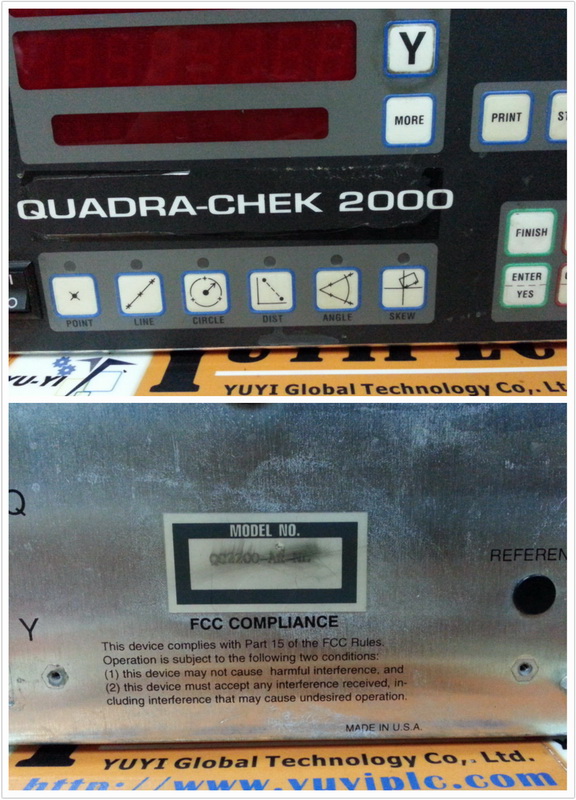 Y
MORE
PRINT
QUADRA-CHEK 2000
FINISH
ENTER
YES
POINT
LINE
CIRCLE
DIST
ANGLE
SKEW
YU-YI
YUYI Global Technology Co,. Lt
MODEL NO.
REFEREN
Y
FCC COMPLIANCE
This device complies with Part 15 of the FCC Rules.
Operation is subject to the following two conditions:
(1) this device may not cause harmful interference, and
(2) this device must accept any interference received, in-
cluding interference that may cause undesired operation.
MADE IN U.S.A.
YUYI Global Technology Co,. Ltd.
http://www.yuyiplc.com